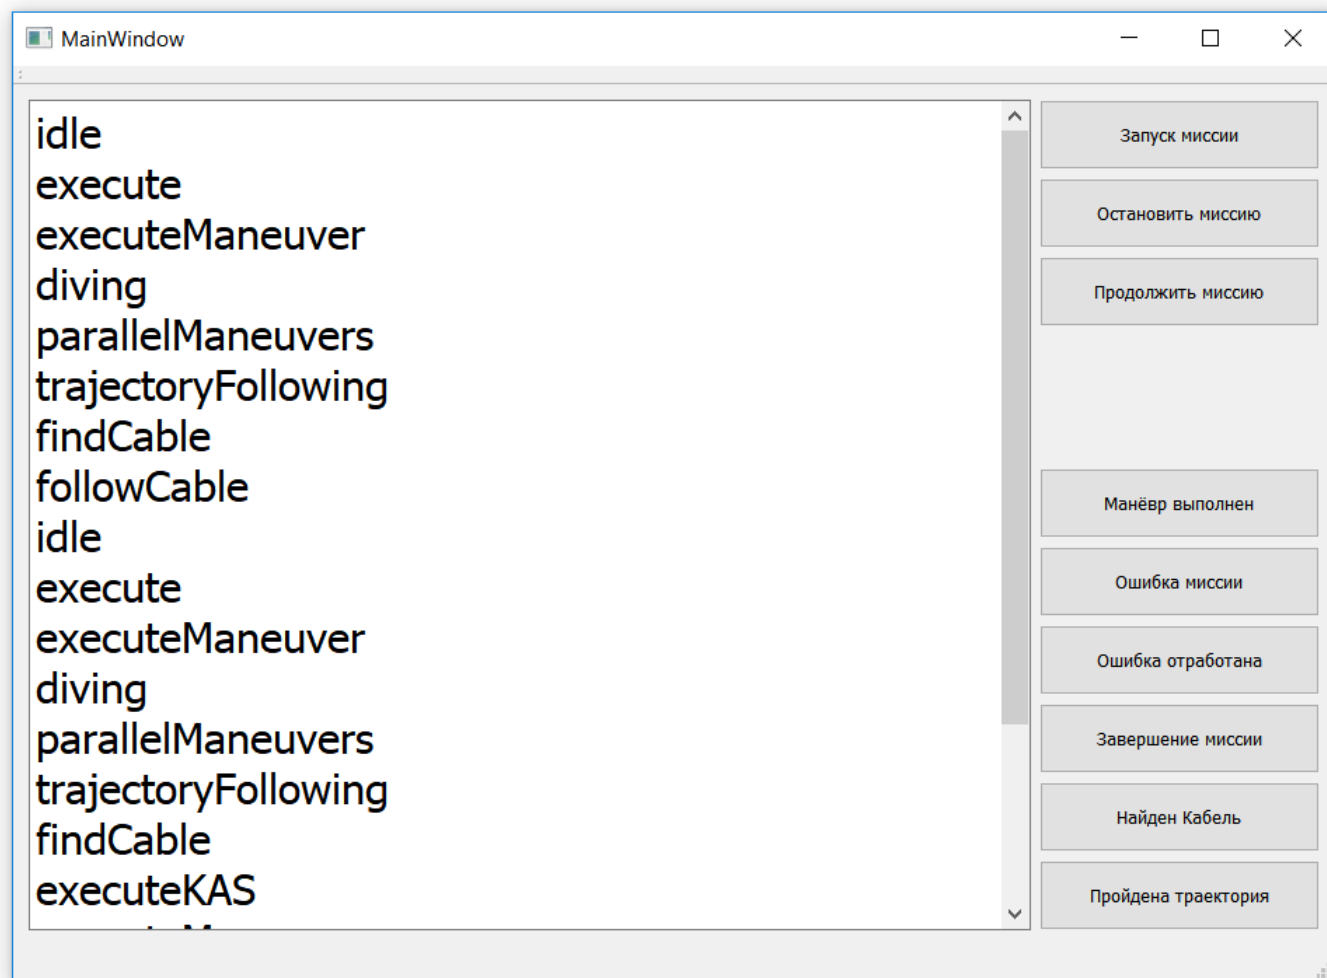 MainWindow
idle
execute
executeManeuver
diving
parallelManeuvers
trajectoryFollowing
findCable
followCable
idle
execute
executeManeuver
diving
parallelManeuvers
trajectoryFollowing
findCable
executeKAS
Запуск миссии
Остановить миссию
Продолжить миссию
Манёвр выполнен
Ошибка миссии
Ошибка отработана
Завершение миссии
Найден Кабель
Пройдена траектория